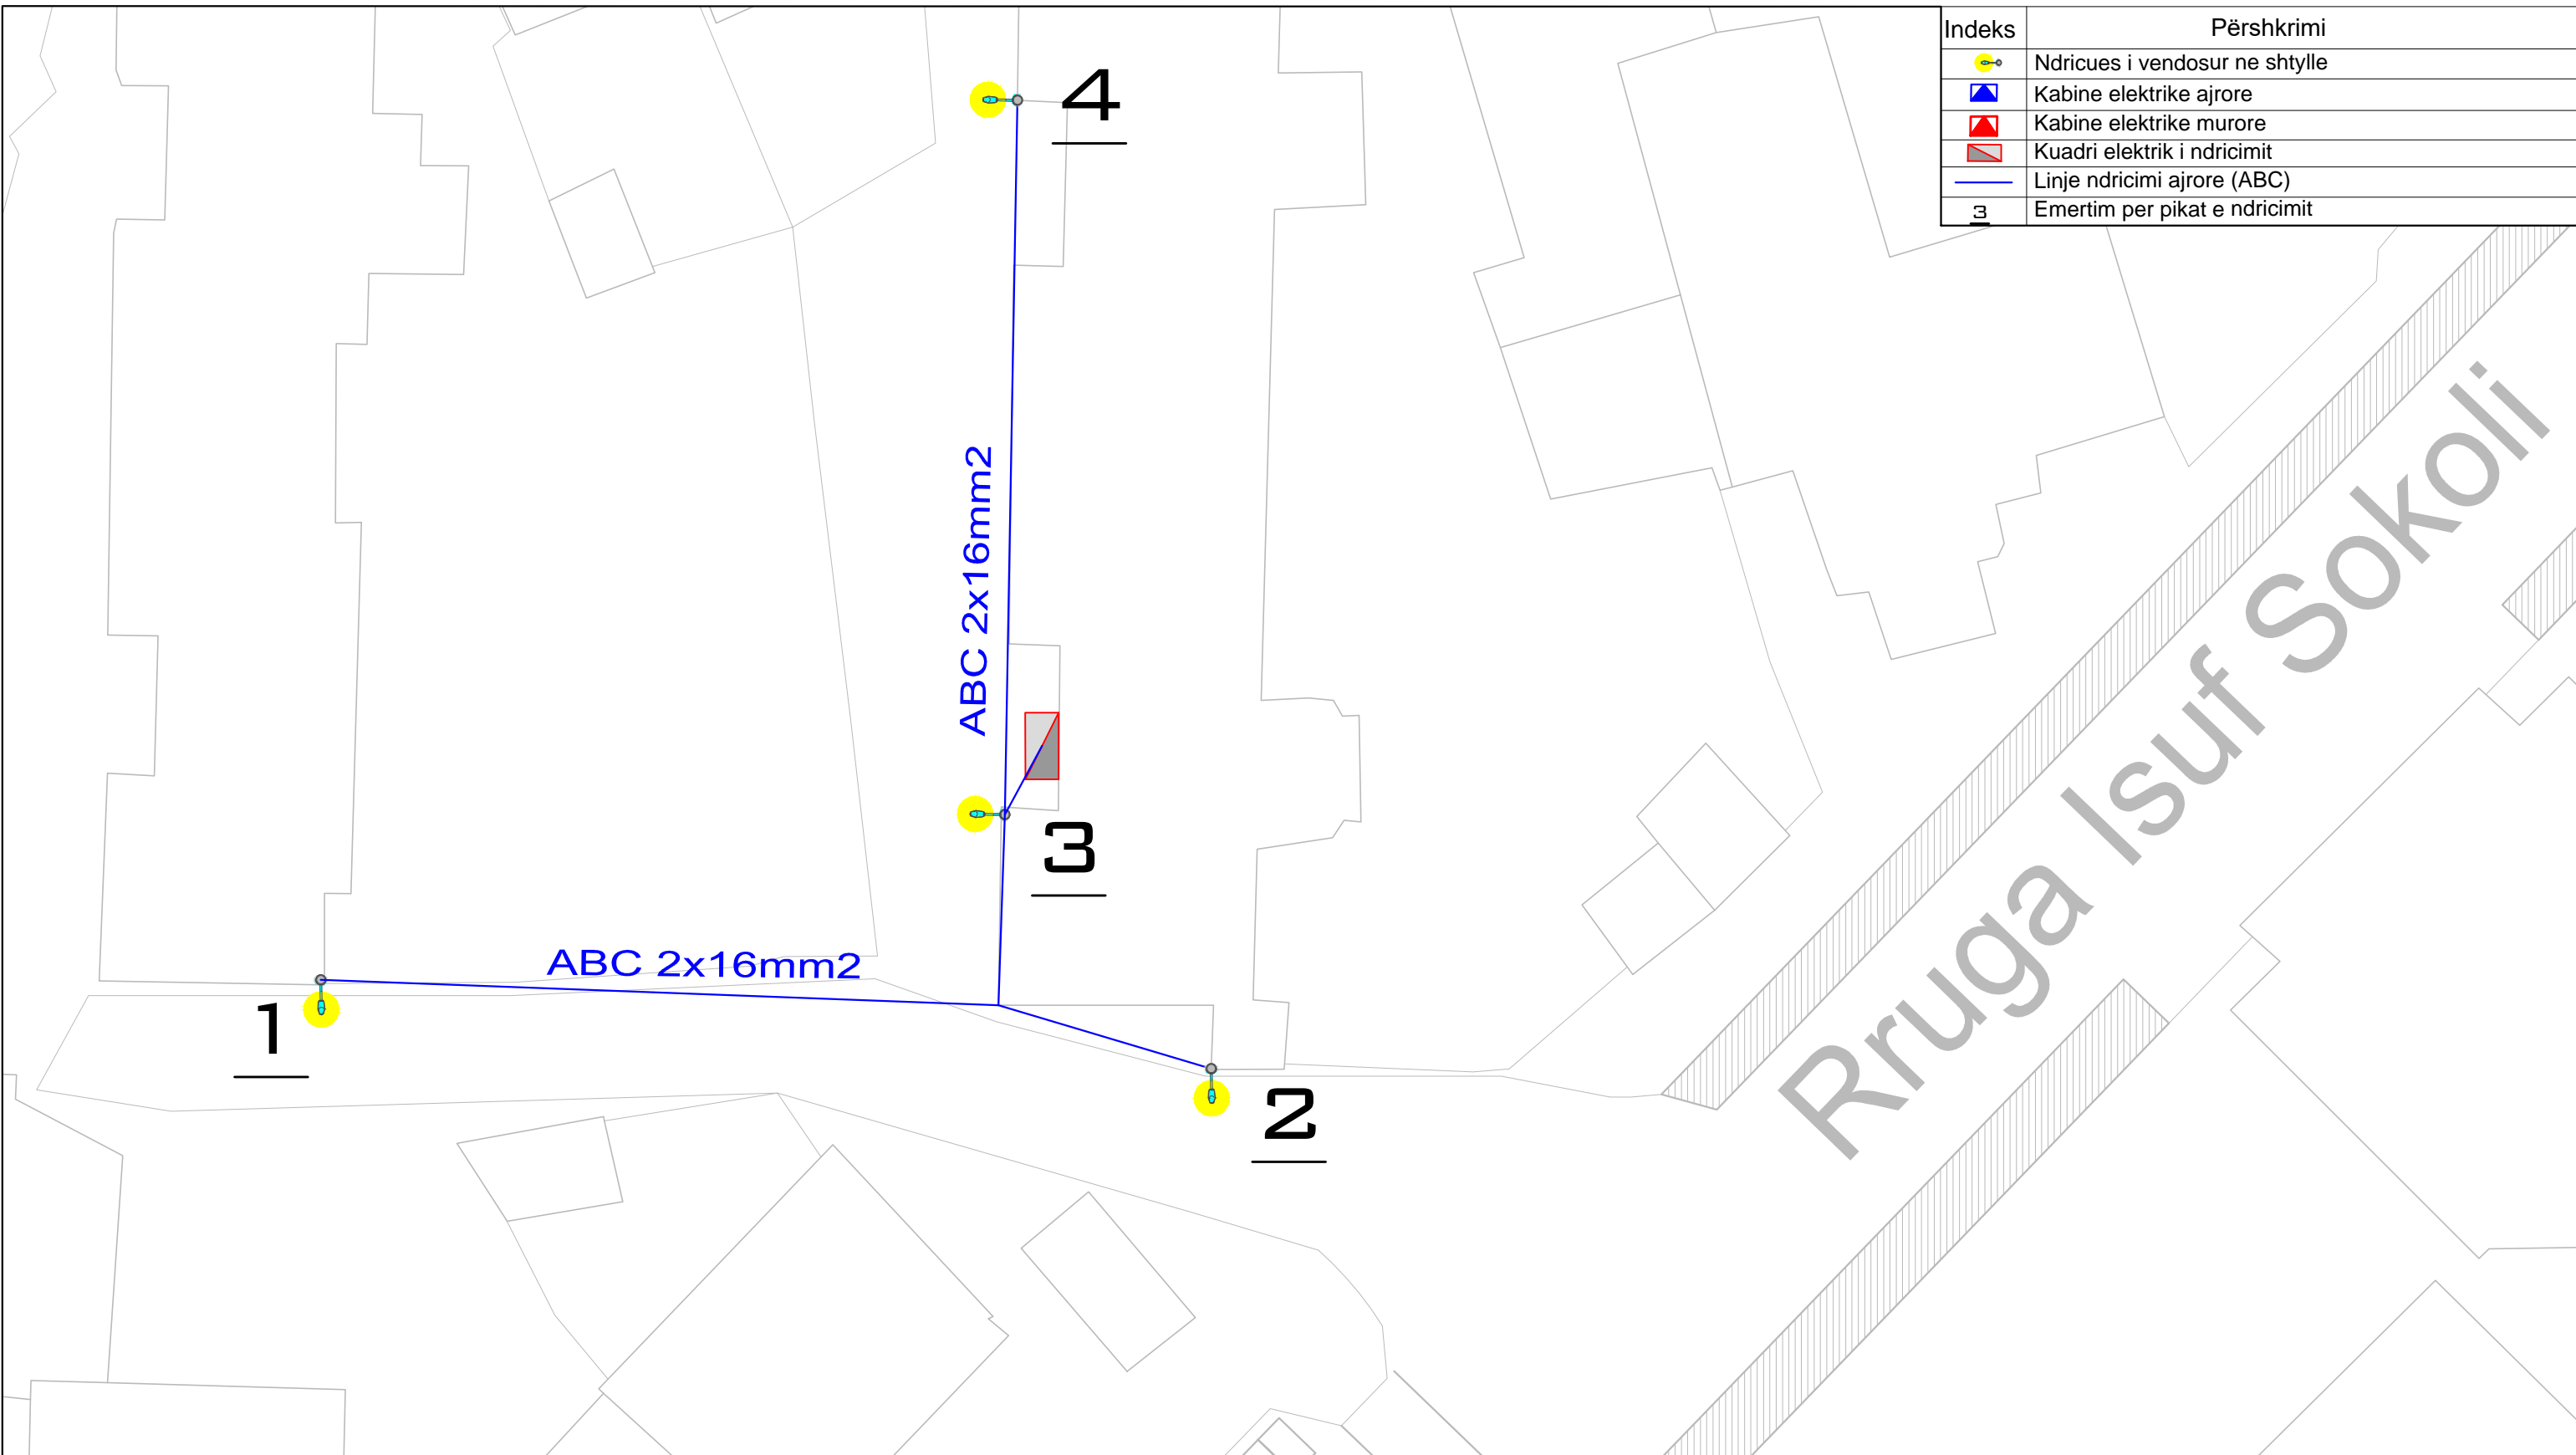 Indeks Përshkrimi
Ndricues i vendosur ne shtylle
Kabine elektrike ajrore
Kabine elektrike murore
Kuadri elektrik i ndricimit
Linje ndricimi ajrore (ABC)
3 Emertim per pikat e ndricimit
4
ABC 2x16mm2
3
ABC 2x16mm2
1
2
Rruga Isuf Sokoli